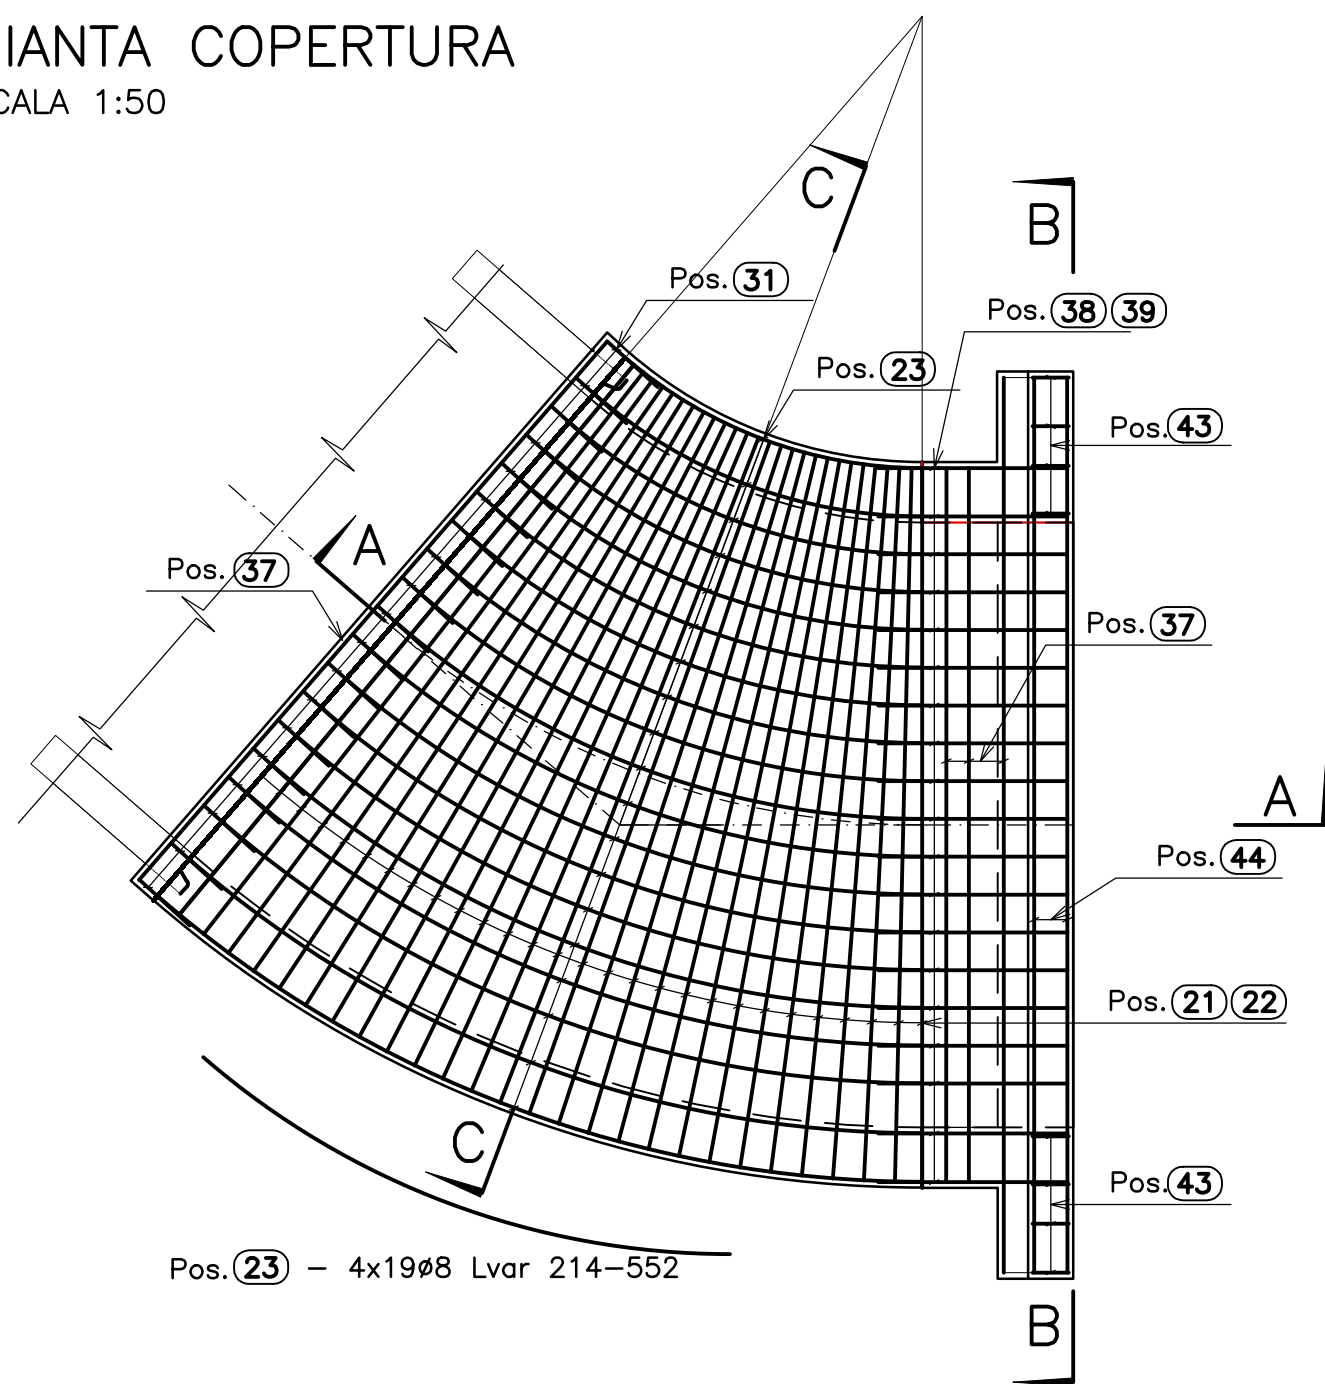 IANTA COPERTURA
CALA 1:50
C
B
Pos. 31
Pos. 38 39
Pos. 23
Pos. 43
A
Pos. 37
Pos. 37
A
Pos. 44
Pos. 21 22
C
Pos. 43
Pos. 23 – 4x19ø8 Lvar 214–552
B